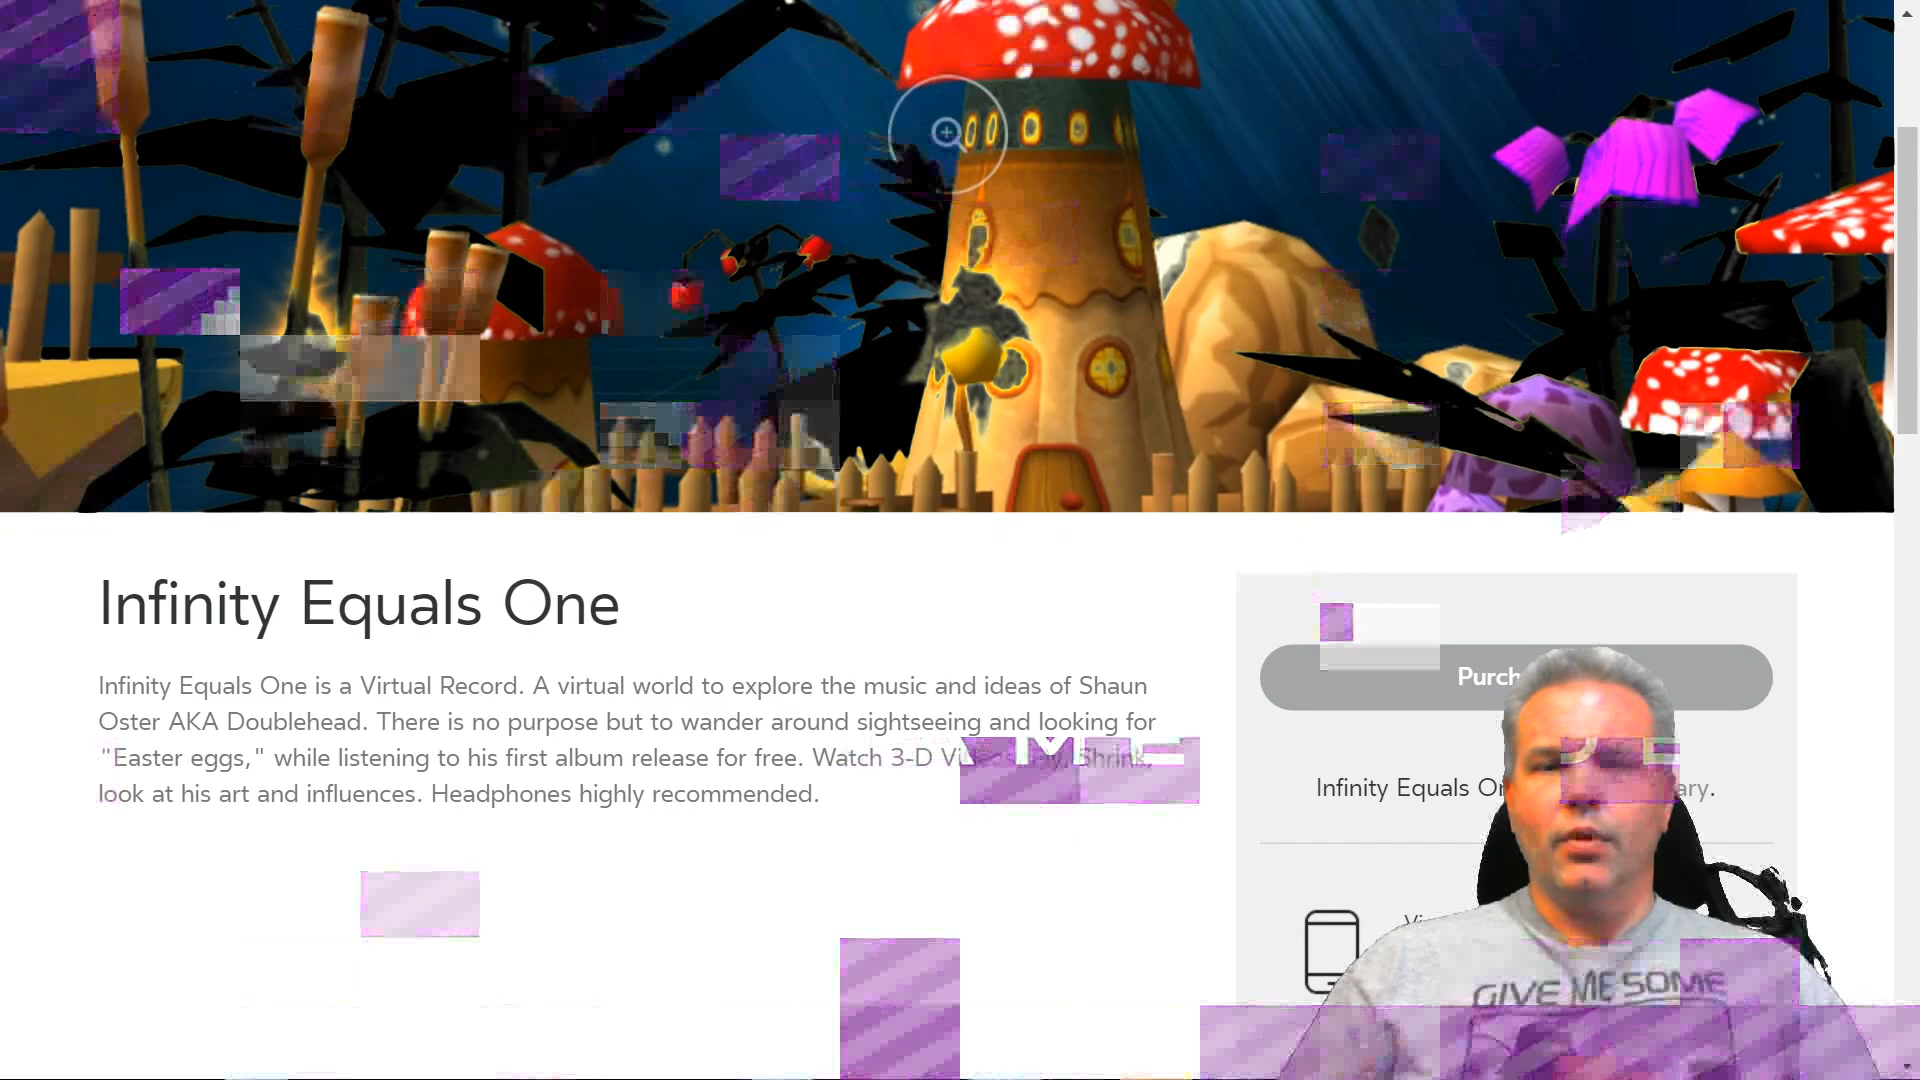 Infinity Equals One
Infinity Equals One is a Virtual Record. A virtual world to explore the music and ideas of Shaun
Oster AKA Doublehead. There is no purpose but to wander around sightseeing and looking for
"Easter eggs," while listening to his first album release for free. Watch 3-D Shrink,
look at his art and influences. Headphones highly recommended.
Purch
Infinity Equals
ary.
GIVE ME SOME